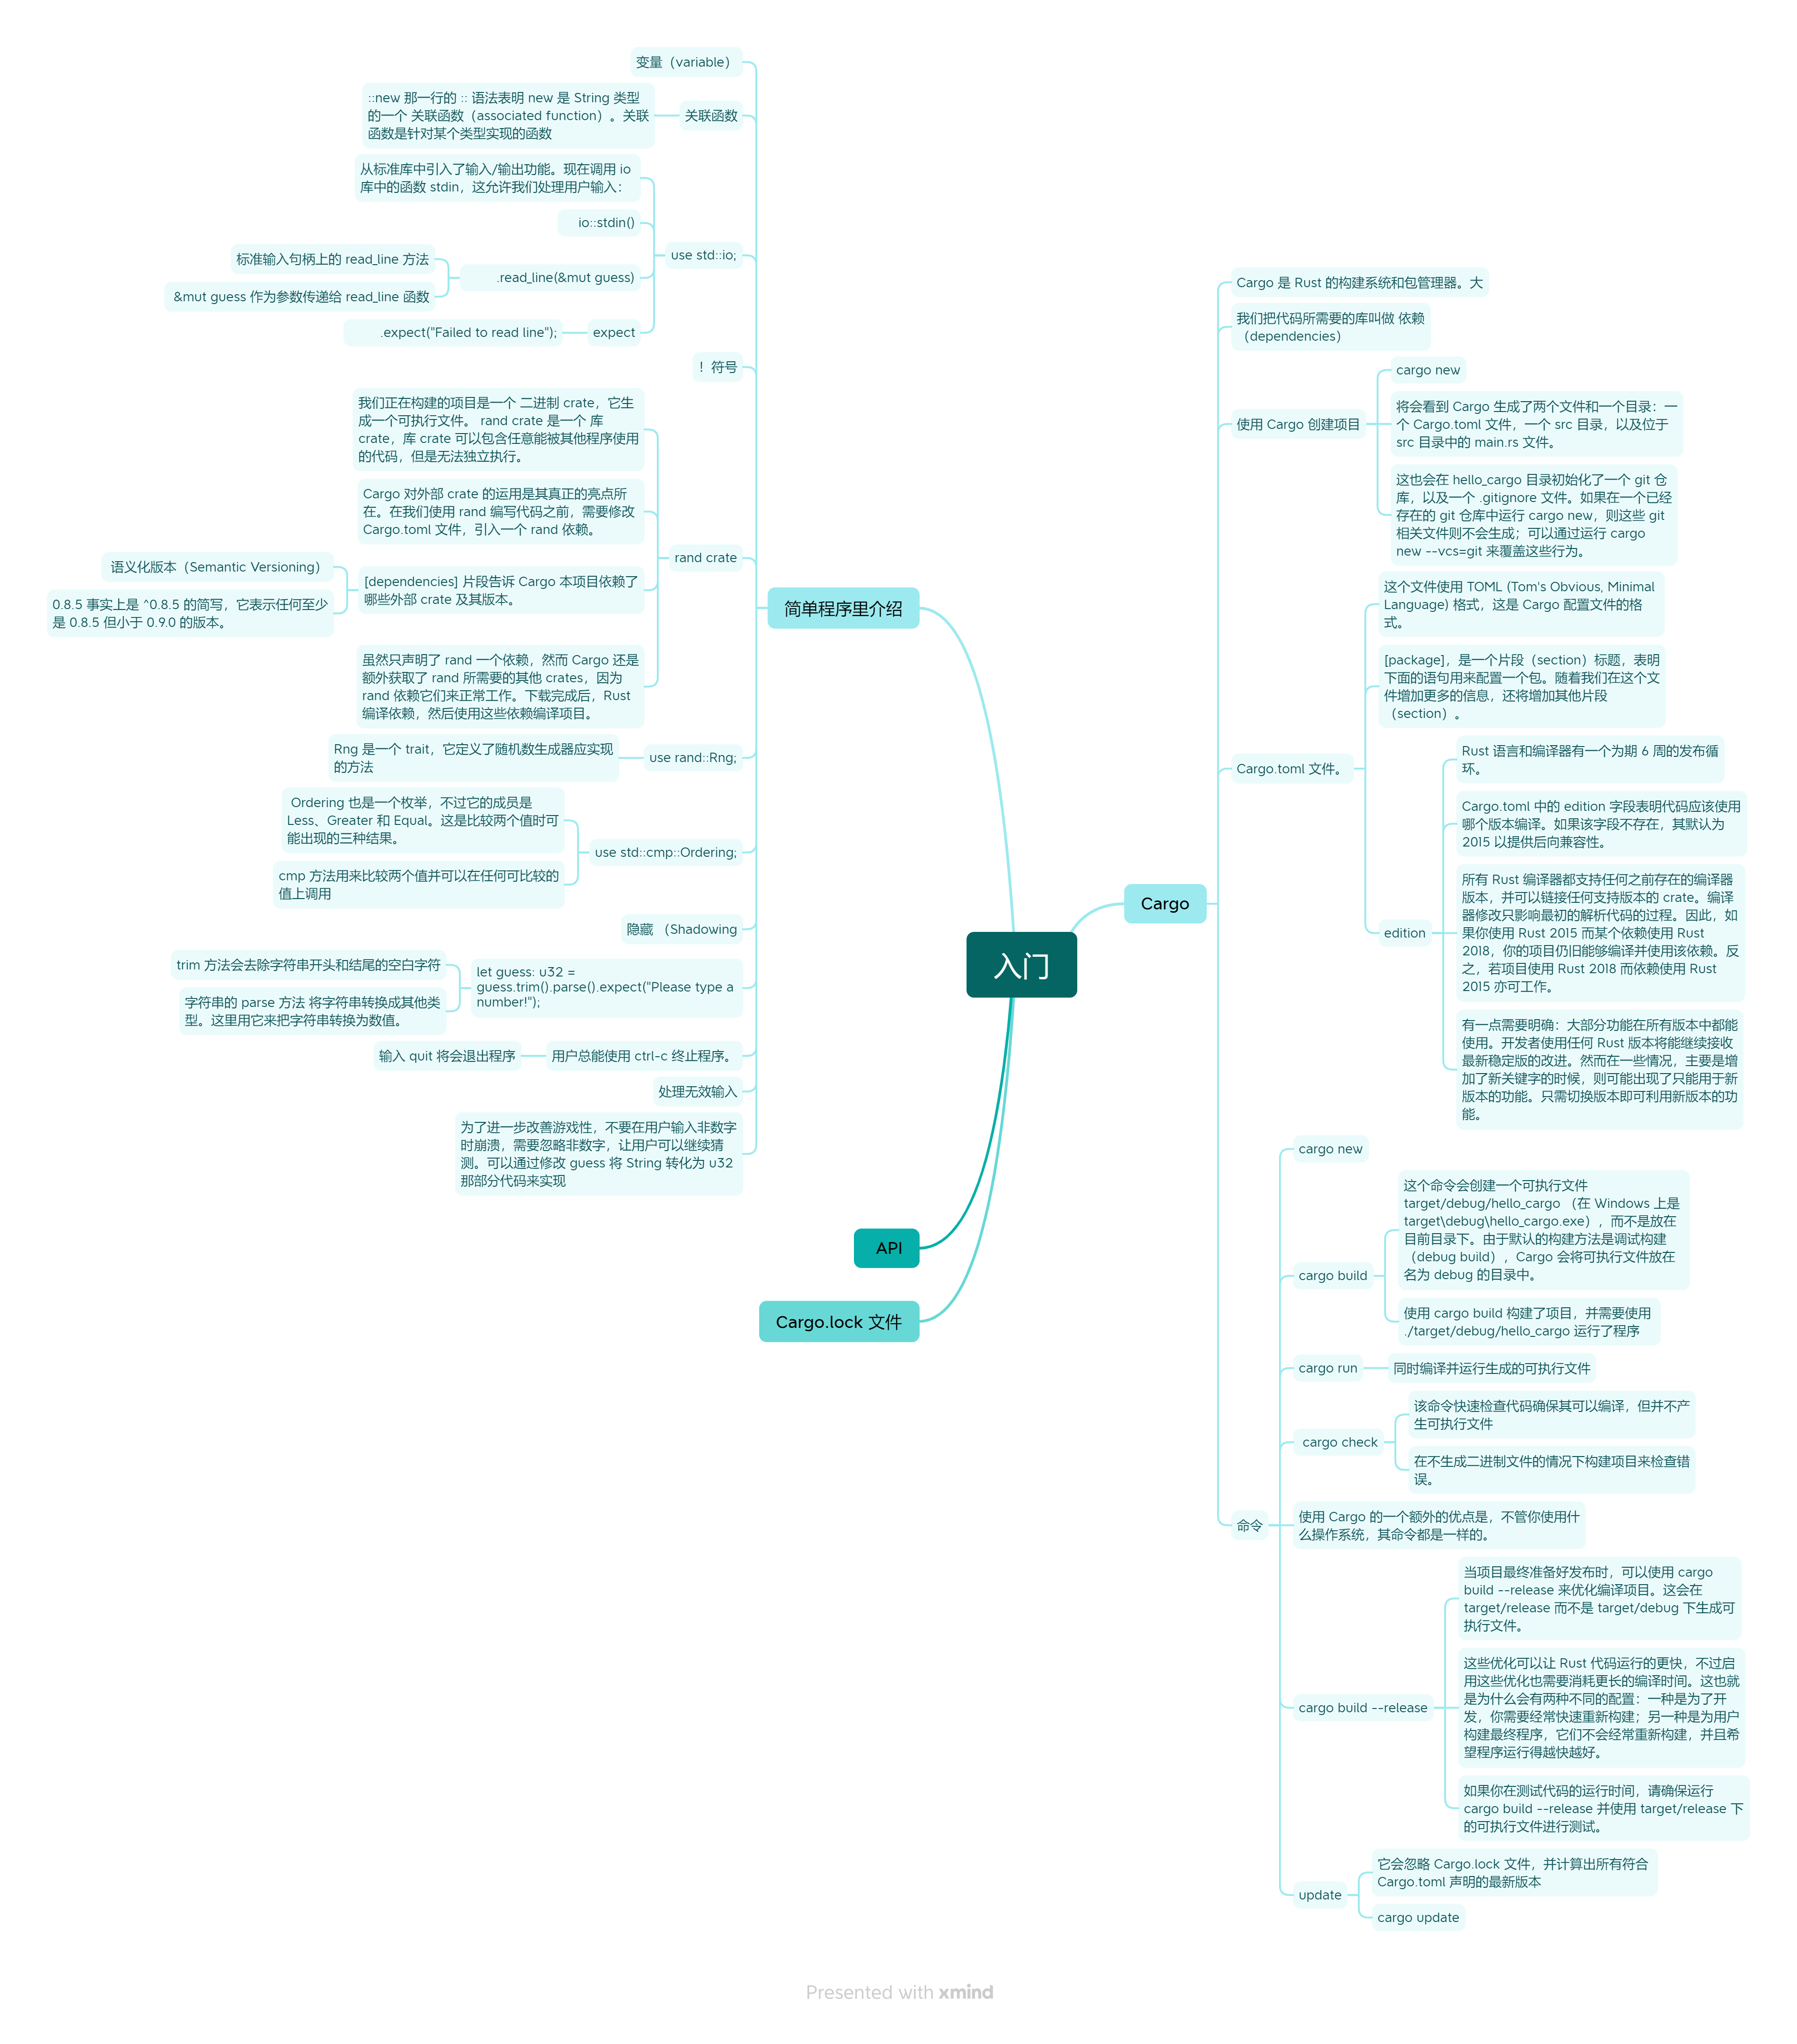 入门
Cargo
Cargo 是 Rust 的构建系统和包管理器。大
我们把代码所需要的库叫做 依赖
（dependencies）
使用 Cargo 创建项目
cargo new
将会看到 Cargo 生成了两个文件和一个目录：一
个 Cargo.toml 文件，一个 src 目录，以及位于
src 目录中的 main.rs 文件。
这也会在 hello_cargo 目录初始化了一个 git 仓
库，以及一个 .gitignore 文件。如果在一个已经
存在的 git 仓库中运行 cargo new，则这些 git
相关文件则不会生成；可以通过运行 cargo
new --vcs=git 来覆盖这些行为。
Cargo.toml 文件。
这个文件使用 TOML (Tom's Obvious, Minimal
Language) 格式，这是 Cargo 配置文件的格
式。
[package]，是一个片段（section）标题，表明
下面的语句用来配置一个包。随着我们在这个文
件增加更多的信息，还将增加其他片段
（section）。
edition
Rust 语言和编译器有一个为期 6 周的发布循
环。
Cargo.toml 中的 edition 字段表明代码应该使用
哪个版本编译。如果该字段不存在，其默认为
2015 以提供后向兼容性。
所有 Rust 编译器都支持任何之前存在的编译器
版本，并可以链接任何支持版本的 crate。编译
器修改只影响最初的解析代码的过程。因此，如
果你使用 Rust 2015 而某个依赖使用 Rust
2018，你的项目仍旧能够编译并使用该依赖。反
之，若项目使用 Rust 2018 而依赖使用 Rust
2015 亦可工作。
有一点需要明确：大部分功能在所有版本中都能
使用。开发者使用任何 Rust 版本将能继续接收
最新稳定版的改进。然而在一些情况，主要是增
加了新关键字的时候，则可能出现了只能用于新
版本的功能。只需切换版本即可利用新版本的功
能。
命令
cargo new
cargo build
这个命令会创建一个可执行文件
target/debug/hello_cargo （在 Windows 上是
target\debug\hello_cargo.exe），而不是放在
目前目录下。由于默认的构建方法是调试构建
（debug build），Cargo 会将可执行文件放在
名为 debug 的目录中。
使用 cargo build 构建了项目，并需要使用
./target/debug/hello_cargo 运行了程序
cargo run
同时编译并运行生成的可执行文件
cargo check
该命令快速检查代码确保其可以编译，但并不产
生可执行文件
在不生成二进制文件的情况下构建项目来检查错
误。
使用 Cargo 的一个额外的优点是，不管你使用什
么操作系统，其命令都是一样的。
cargo build --release
当项目最终准备好发布时，可以使用 cargo
build --release 来优化编译项目。这会在
target/release 而不是 target/debug 下生成可
执行文件。
这些优化可以让 Rust 代码运行的更快，不过启
用这些优化也需要消耗更长的编译时间。这也就
是为什么会有两种不同的配置：一种是为了开
发，你需要经常快速重新构建；另一种是为用户
构建最终程序，它们不会经常重新构建，并且希
望程序运行得越快越好。
如果你在测试代码的运行时间，请确保运行
cargo build --release 并使用 target/release 下
的可执行文件进行测试。
update
它会忽略 Cargo.lock 文件，并计算出所有符合
Cargo.toml 声明的最新版本
cargo update
简单程序里介绍
变量（variable）
关联函数
::new 那一行的 :: 语法表明 new 是 String 类型
的一个 关联函数（associated function）。关联
函数是针对某个类型实现的函数
use std::io;
从标准库中引入了输入/输出功能。现在调用 io
库中的函数 stdin，这允许我们处理用户输入：
io::stdin()
.read_line(&mut guess)
标准输入句柄上的 read_line 方法
&mut guess 作为参数传递给 read_line 函数
expect
.expect("Failed to read line");
！符号
rand crate
我们正在构建的项目是一个 二进制 crate，它生
成一个可执行文件。 rand crate 是一个 库
crate，库 crate 可以包含任意能被其他程序使用
的代码，但是无法独立执行。
Cargo 对外部 crate 的运用是其真正的亮点所
在。在我们使用 rand 编写代码之前，需要修改
Cargo.toml 文件，引入一个 rand 依赖。
[dependencies] 片段告诉 Cargo 本项目依赖了
哪些外部 crate 及其版本。
语义化版本（Semantic Versioning）
0.8.5 事实上是 ^0.8.5 的简写，它表示任何至少
是 0.8.5 但小于 0.9.0 的版本。
虽然只声明了 rand 一个依赖，然而 Cargo 还是
额外获取了 rand 所需要的其他 crates，因为
rand 依赖它们来正常工作。下载完成后，Rust
编译依赖，然后使用这些依赖编译项目。
use rand::Rng;
Rng 是一个 trait，它定义了随机数生成器应实现
的方法
use std::cmp::Ordering;
Ordering 也是一个枚举，不过它的成员是
Less、Greater 和 Equal。这是比较两个值时可
能出现的三种结果。
cmp 方法用来比较两个值并可以在任何可比较的
值上调用
隐藏 （Shadowing
let guess: u32 =
guess.trim().parse().expect("Please type a
number!");
trim 方法会去除字符串开头和结尾的空白字符
字符串的 parse 方法 将字符串转换成其他类
型。这里用它来把字符串转换为数值。
用户总能使用 ctrl-c 终止程序。
输入 quit 将会退出程序
处理无效输入
为了进一步改善游戏性，不要在用户输入非数字
时崩溃，需要忽略非数字，让用户可以继续猜
测。可以通过修改 guess 将 String 转化为 u32
那部分代码来实现
API
Cargo.lock 文件
Presented with xmind